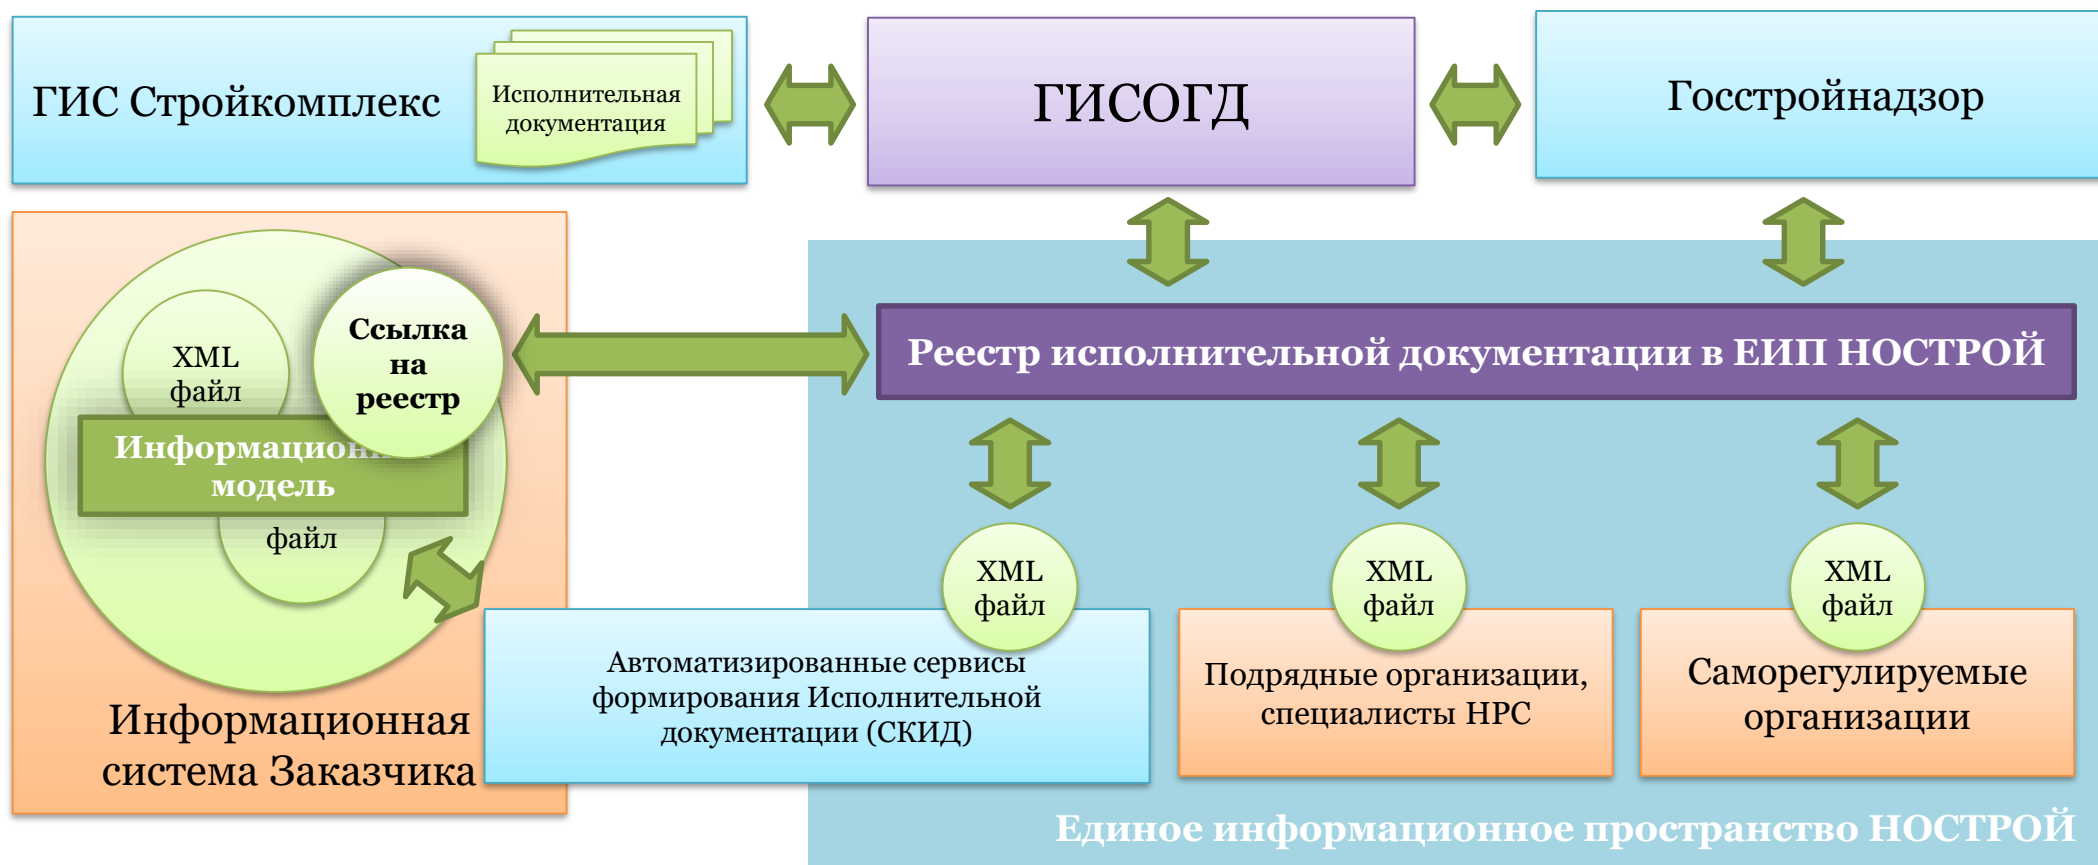 ГИС Стройкомплекс
Исполнительная
документация
ГИСОГД
Госстройнадзор
XML
файл
Ссылка
на
реестр
Информацион
модель
файл
Информационная
система Заказчика
Реестр исполнительной документации в ЕИП НОСТРОЙ
XML
файл
XML
файл
XML
файл
Автоматизированные сервисы
формирования Исполнительной
документации (СКИД)
Подрядные организации,
специалисты НРС
Саморегулируемые
организации
Единое информационное пространство НОСТРОЙ